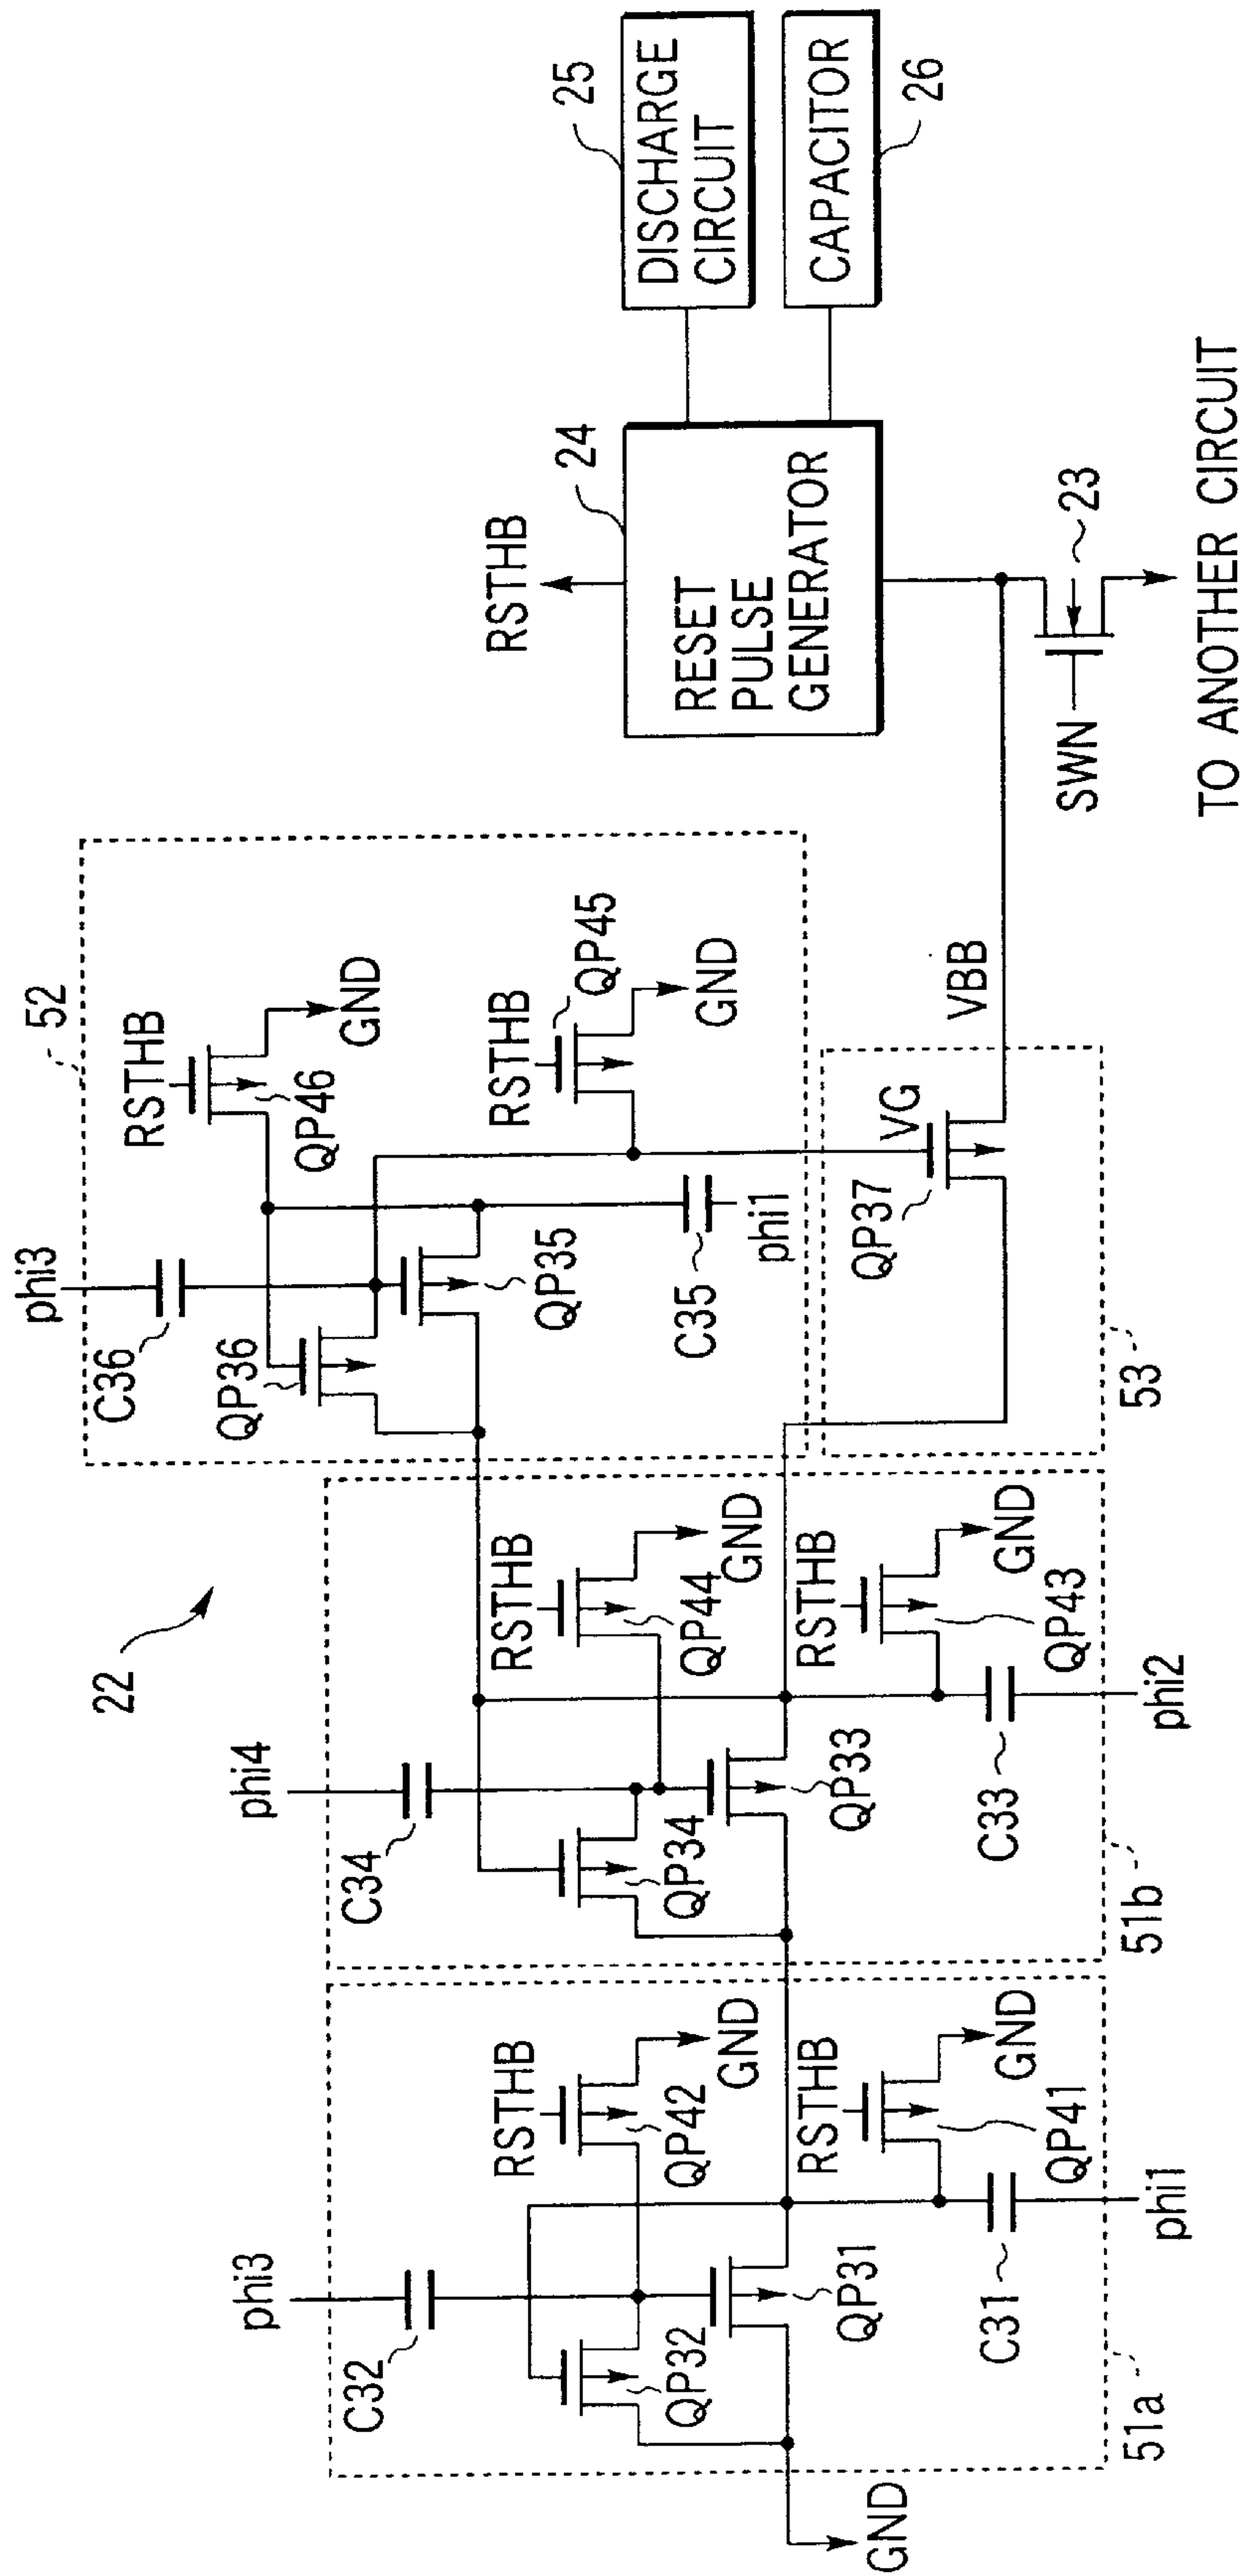 22
phi3
C36
QP36
QP35
C35
phi1
RSTHB
QP46
GND
52
RSTHB
QP45
GND
VG
QP37
VBB
53
phi4
C34
QP34
QP33
C33
phi2
RSTHB
QP44
GND
RSTHB
QP43
GND
51b
phi3
C32
QP32
QP31
C31
phi1
RSTHB
QP42
GND
RSTHB
QP41
GND
GND
51a
RSTHB
24
RESET
PULSE
GENERATOR
25
DISCHARGE
CIRCUIT
CAPACITOR
26
SWN
23
TO ANOTHER CIRCUIT